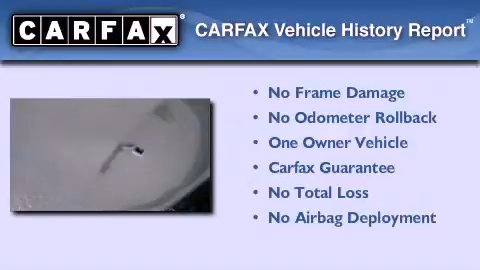 CARFAX® CARFAX Vehicle History Report™
• No Frame Damage
• No Odometer Rollback
• One Owner Vehicle
• Carfax Guarantee
• No Total Loss
• No Airbag Deployment